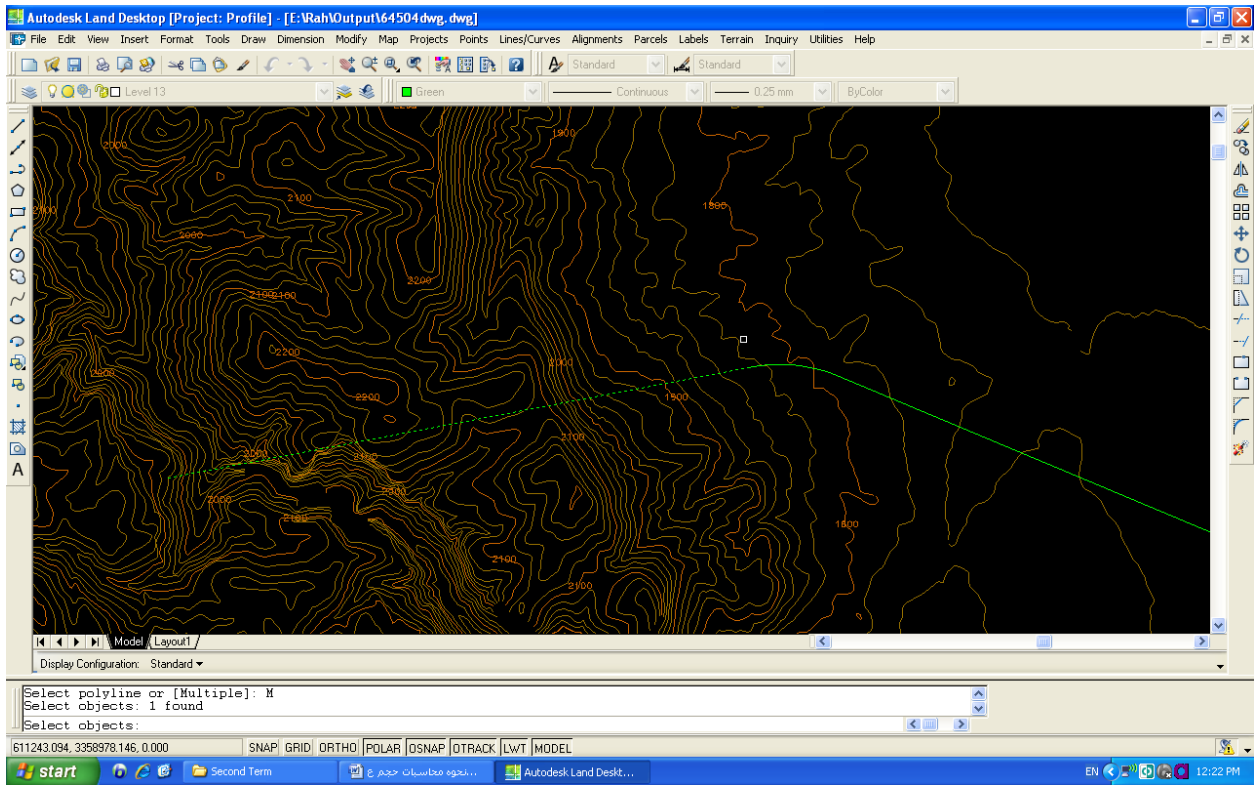 Autodesk Land Desktop [Project: Profile] - [E:\Rah\Output\64504dwg.dwg]
File Edit View Insert Format Tools Draw Dimension Modify Map Projects Points Lines/Curves Alignments Parcels Labels Terrain Inquiry Utilities Help
Standard Standard
Level 13 Green Continuous 0.25 mm ByColor
1900
2000
2100
1800
2000
2200
2100 2100
2200
2000
2000
2200
1900
2100
2000
2100
2000
2000
2100
1800
2100
2100
Model Layout1
Display Configuration: Standard
Select polyline or [Multiple]: M
Select objects: 1 found
Select objects:
611243.094, 3358978.146, 0.000 SNAP GRID ORTHO POLAR OSNAP OTRACK LWT MODEL
start Second Term نحوه محاسبات حجم ع... Autodesk Land Deskt... EN 12:22 PM